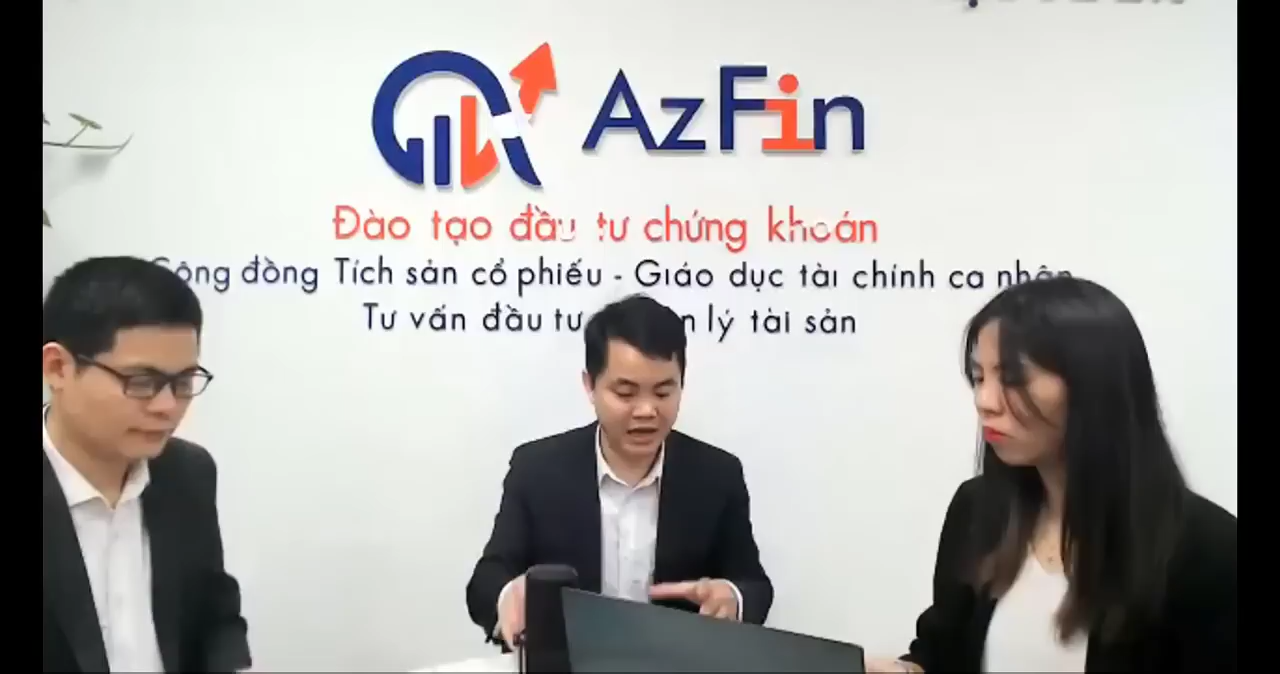 AzFin
Đào tạo đầu tư chứng khoán
Cộng đồng Tích sản cổ phiếu - Giáo dục tài chính cá nhân
Tư vấn đầu tư lý tài sản